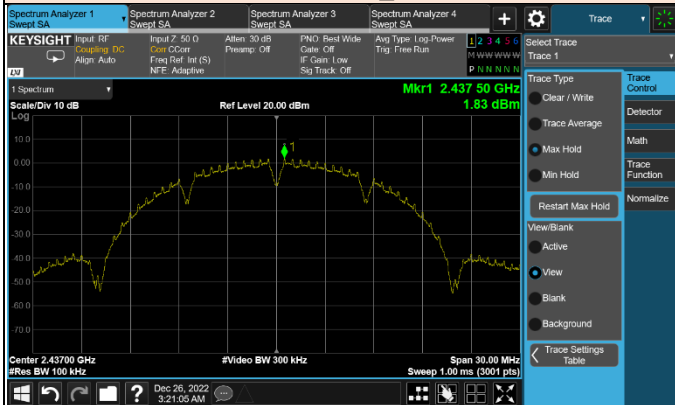 Spectrum Analyzer 1
Swept SA
Spectrum Analyzer 2
Swept SA
Spectrum Analyzer 3
Swept SA
Spectrum Analyzer 4
Swept SA
+
Trace
KEYSIGHT
Input: RF
Coupling: DC
Align: Auto
Input Z: 50 Ω
Corr CCorr
Freq Ref: Int (S)
NFE: Adaptive
Atten: 30 dB
Preamp: Off
PNO: Best Wide
Gate: Off
IF Gain: Low
Sig Track: Off
Avg Type: Log-Power
Trig: Free Run
1 2 3 4 5 6
M W W W W W
P N N N N N
LXI
Select Trace
Trace 1
1 Spectrum
Mkr1 2.437 50 GHz
Scale/Div 10 dB
Ref Level 20.00 dBm
1.83 dBm
Log
10.0
0.00
-10.0
-20.0
-30.0
-40.0
-50.0
-60.0
-70.0
1
Center 2.43700 GHz
#Video BW 300 kHz
Span 30.00 MHz
#Res BW 100 kHz
Sweep 1.00 ms (3001 pts)
Trace Type
Clear / Write
Trace Average
Max Hold
Min Hold
Restart Max Hold
View/Blank
Active
View
Blank
Background
Trace Settings
Table
Trace
Control
Detector
Math
Trace
Function
Normalize
?
Dec 26, 2022
3:21:05 AM